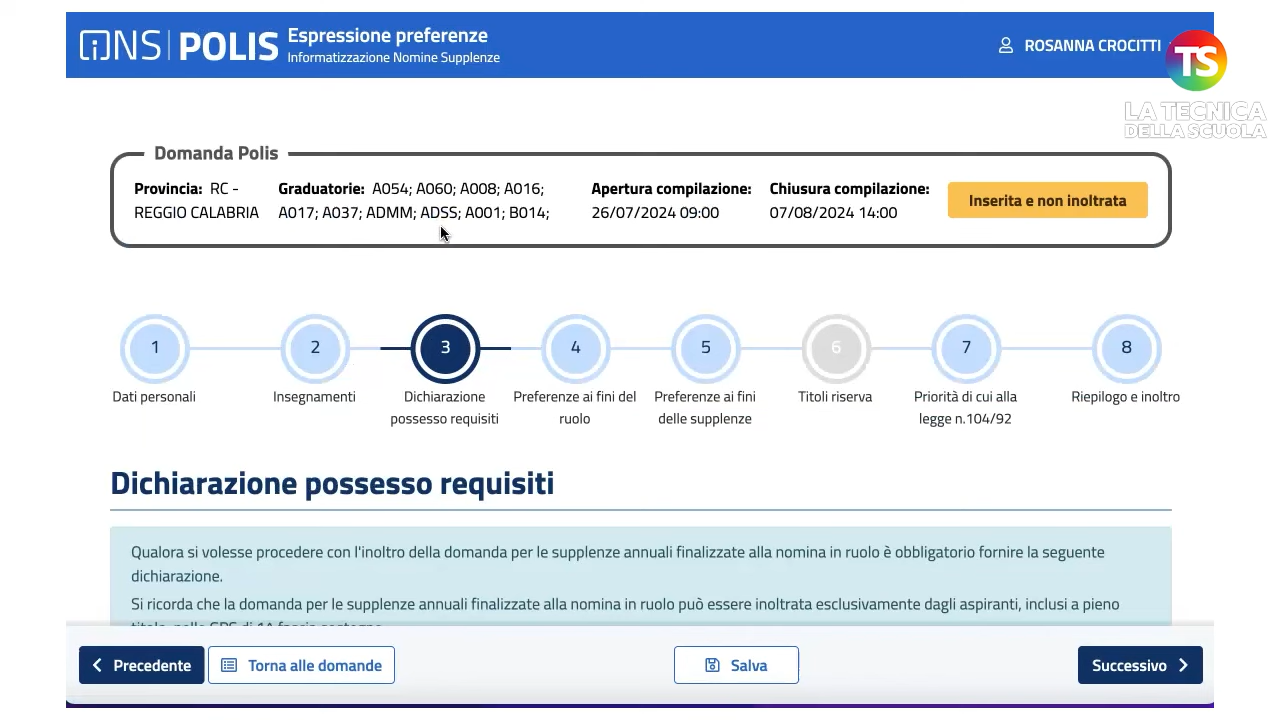 iNS POLIS Espressione preferenze
Informatizzazione Nomine Supplenze
ROSANNA CROCITTI
TS
LA TECNICA
DELLA SCUOLA
Domanda Polis
Provincia: RC -
REGGIO CALABRIA
Graduatorie: A054; A060; A008; A016;
A017; A037; ADMM; ADSS; A001; B014;
Apertura compilazione:
26/07/2024 09:00
Chiusura compilazione:
07/08/2024 14:00
Inserita e non inoltrata
1
Dati personali
2
Insegnamenti
3
Dichiarazione
possesso requisiti
4
Preferenze ai fini del
ruolo
5
Preferenze ai fini
delle supplenze
6
Titoli riserva
7
Priorità di cui alla
legge n.104/92
8
Riepilogo e inoltro
Dichiarazione possesso requisiti
Qualora si volesse procedere con l'inoltro della domanda per le supplenze annuali finalizzate alla nomina in ruolo è obbligatorio fornire la seguente
dichiarazione.
Si ricorda che la domanda per le supplenze annuali finalizzate alla nomina in ruolo può essere inoltrata esclusivamente dagli aspiranti, inclusi a pieno
Precedente
Torna alle domande
Salva
Successivo